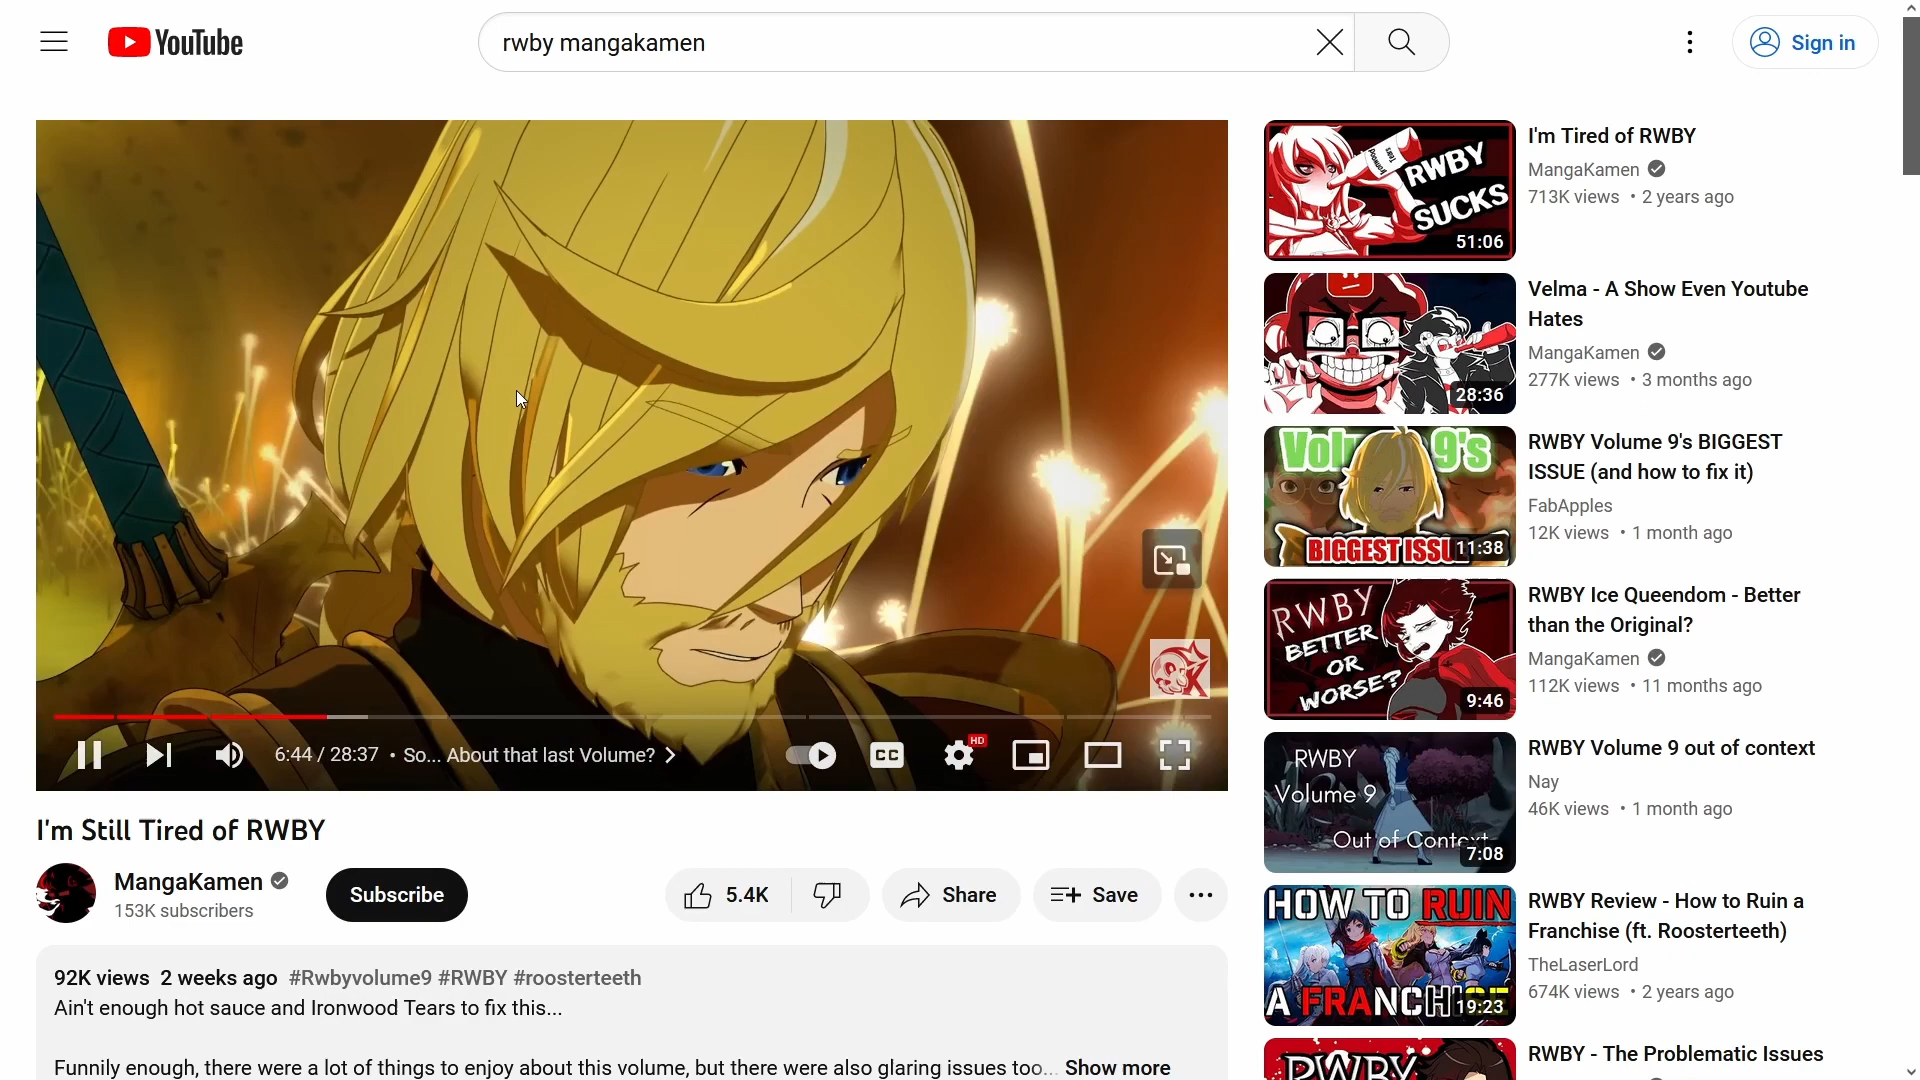 YouTube
rwby mangakamen
Sign in
6:44 / 28:37 • So... About that last Volume?
CC
HD
I'm Still Tired of RWBY
MangaKamen
153K subscribers
Subscribe
5.4K
Share
Save
92K views 2 weeks ago #Rwbyvolume9 #RWBY #roosterteeth
Ain't enough hot sauce and Ironwood Tears to fix this...
Funnily enough, there were a lot of things to enjoy about this volume, but there were also glaring issues too... Show more
Ironwood
Tears
RWBY
SUCKS
51:06
I'm Tired of RWBY
MangaKamen
713K views • 2 years ago
28:36
Velma - A Show Even Youtube
Hates
MangaKamen
277K views • 3 months ago
Vol 9's
BIGGEST ISSU
11:38
RWBY Volume 9's BIGGEST
ISSUE (and how to fix it)
FabApples
12K views • 1 month ago
RWBY
BETTER
OR
WORSE?
9:46
RWBY Ice Queendom - Better
than the Original?
MangaKamen
112K views • 11 months ago
RWBY
Volume 9
Out of Context
7:08
RWBY Volume 9 out of context
Nay
46K views • 1 month ago
HOW TO RUIN
A FRANCHISE
19:23
RWBY Review - How to Ruin a
Franchise (ft. Roosterteeth)
TheLaserLord
674K views • 2 years ago
RWBY
RWBY - The Problematic Issues